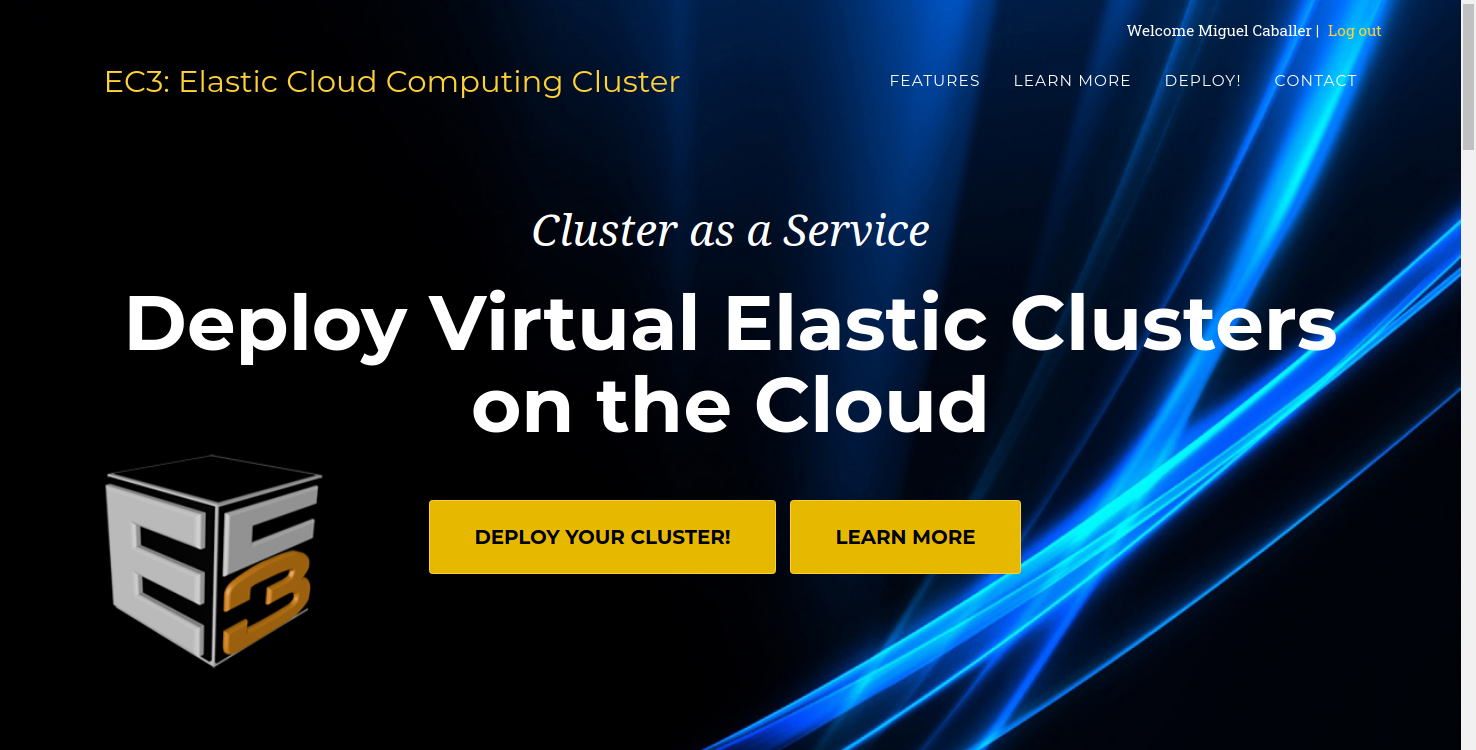 Welcome Miguel Caballer | Log out
EC3: Elastic Cloud Computing Cluster
FEATURES LEARN MORE DEPLOY! CONTACT
Cluster as a Service
Deploy Virtual Elastic Clusters
on the Cloud
DEPLOY YOUR CLUSTER! LEARN MORE
EC3